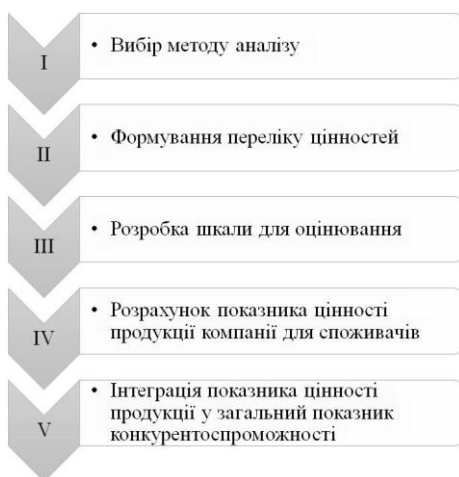 I
• Вибір методу аналізу
II
• Формування переліку цінностей
III
• Розробка шкали для оцінювання
IV
• Розрахунок показника цінності
продукції компанії для споживачів
V
• Інтеграція показника цінності
продукції у загальний показник
конкурентоспроможності